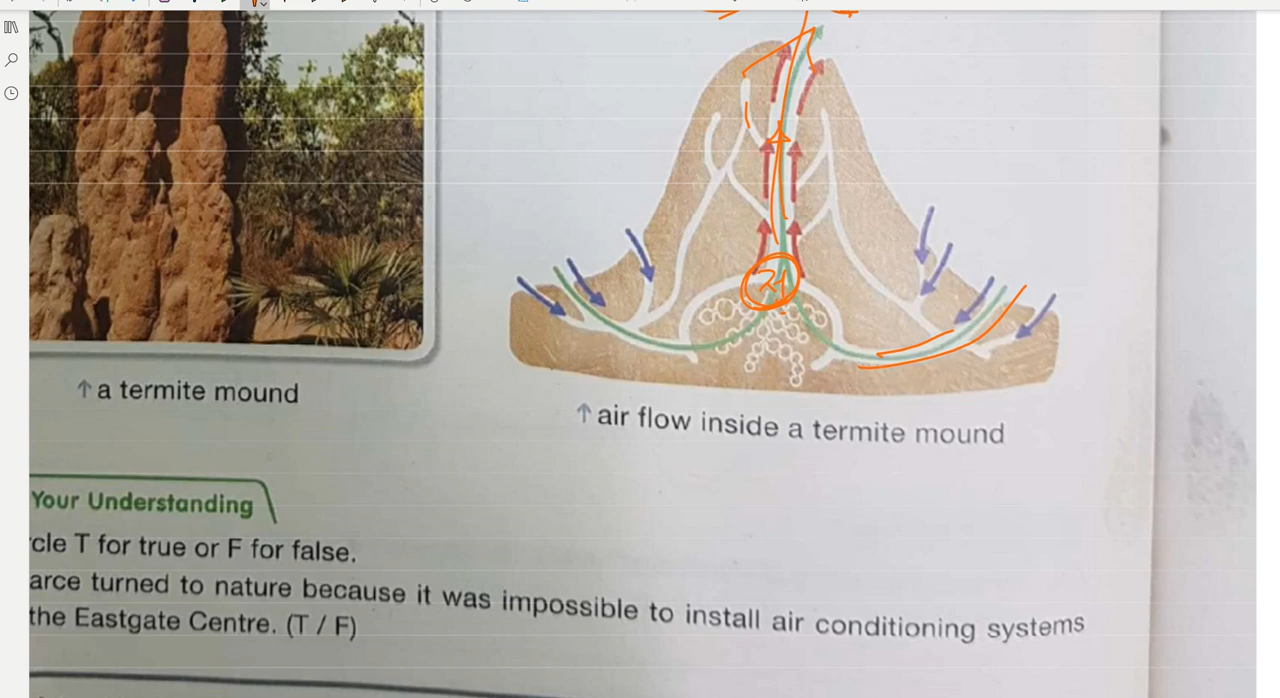 ↑ a termite mound
↑ air flow inside a termite mound
Your Understanding
cle T for true or F for false.
arce turned to nature because it was impossible to install air conditioning systems
the Eastgate Centre. (T / F)